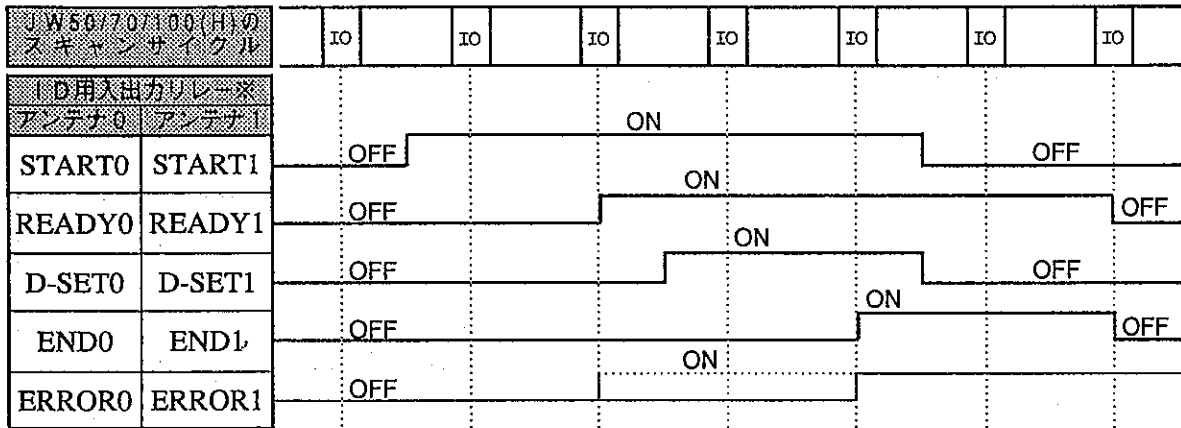 JW50/70/100(H)の
スキャンサイクル
IO IO IO IO IO IO IO
ID用入出力リレー※
アンテナ0 アンテナ1
START0 START1 OFF ON OFF
READY0 READY1 OFF ON OFF
D-SET0 D-SET1 OFF ON OFF
END0 END1 OFF ON OFF
ERROR0 ERROR1 OFF ON